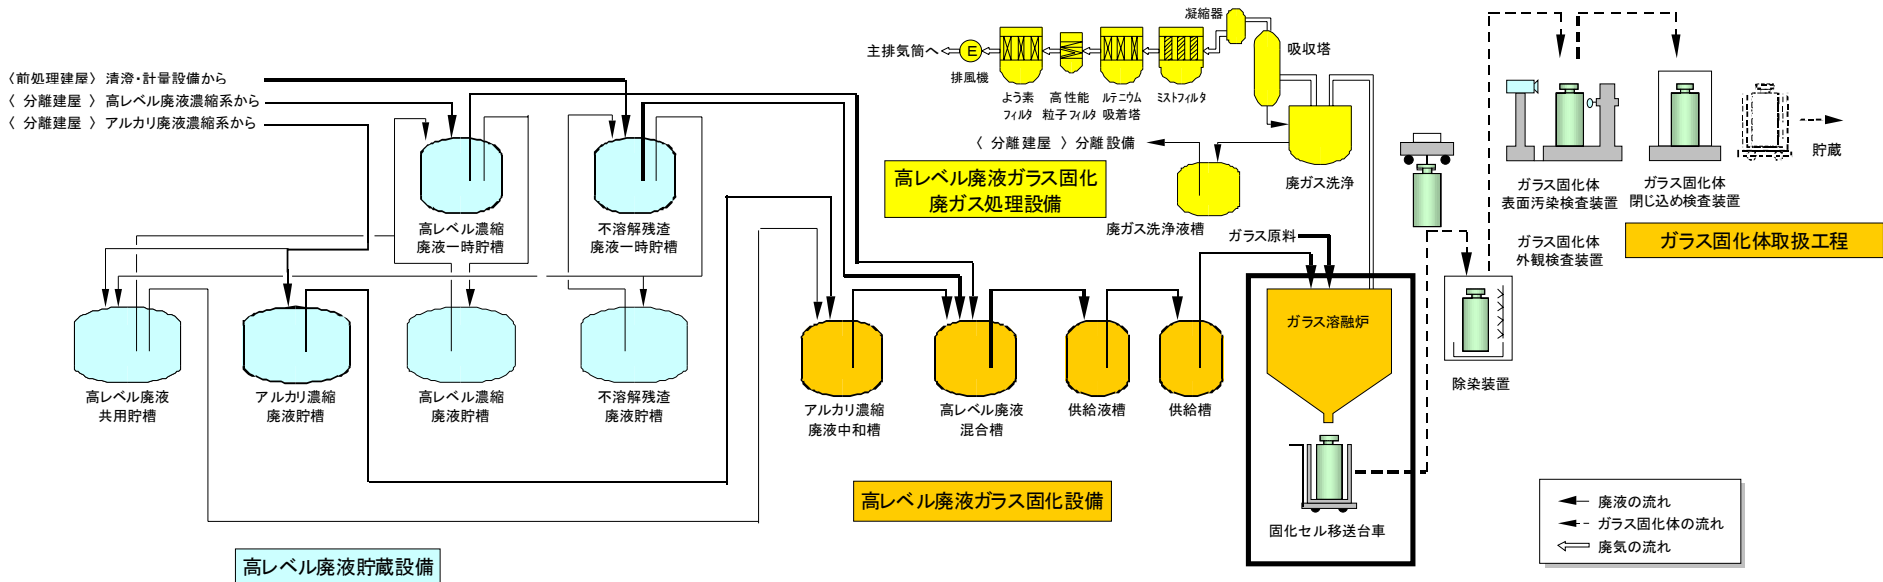 〈前処理建屋〉 清澄・計量設備から
〈 分離建屋 〉 高レベル廃液濃縮系から
〈 分離建屋 〉 アルカリ廃液濃縮系から
高レベル濃縮
廃液一時貯槽
不溶解残渣
廃液一時貯槽
高レベル廃液
共用貯槽
アルカリ濃縮
廃液貯槽
高レベル濃縮
廃液貯槽
不溶解残渣
廃液貯槽
高レベル廃液貯蔵設備
主排気筒へ
E
排風機
よう素
フィルタ
高性能
粒子フィルタ
ルテニウム
吸着塔
ミストフィルタ
凝縮器
吸収塔
〈 分離建屋 〉 分離設備
高レベル廃液ガラス固化
廃ガス処理設備
廃ガス洗浄液槽
廃ガス洗浄
ガラス原料
ガラス溶融炉
アルカリ濃縮
廃液中和槽
高レベル廃液
混合槽
供給液槽
供給槽
高レベル廃液ガラス固化設備
固化セル移送台車
除染装置
ガラス固化体
表面汚染検査装置
ガラス固化体
外観検査装置
ガラス固化体
閉じ込め検査装置
貯蔵
ガラス固化体取扱工程
廃液の流れ
ガラス固化体の流れ
廃気の流れ